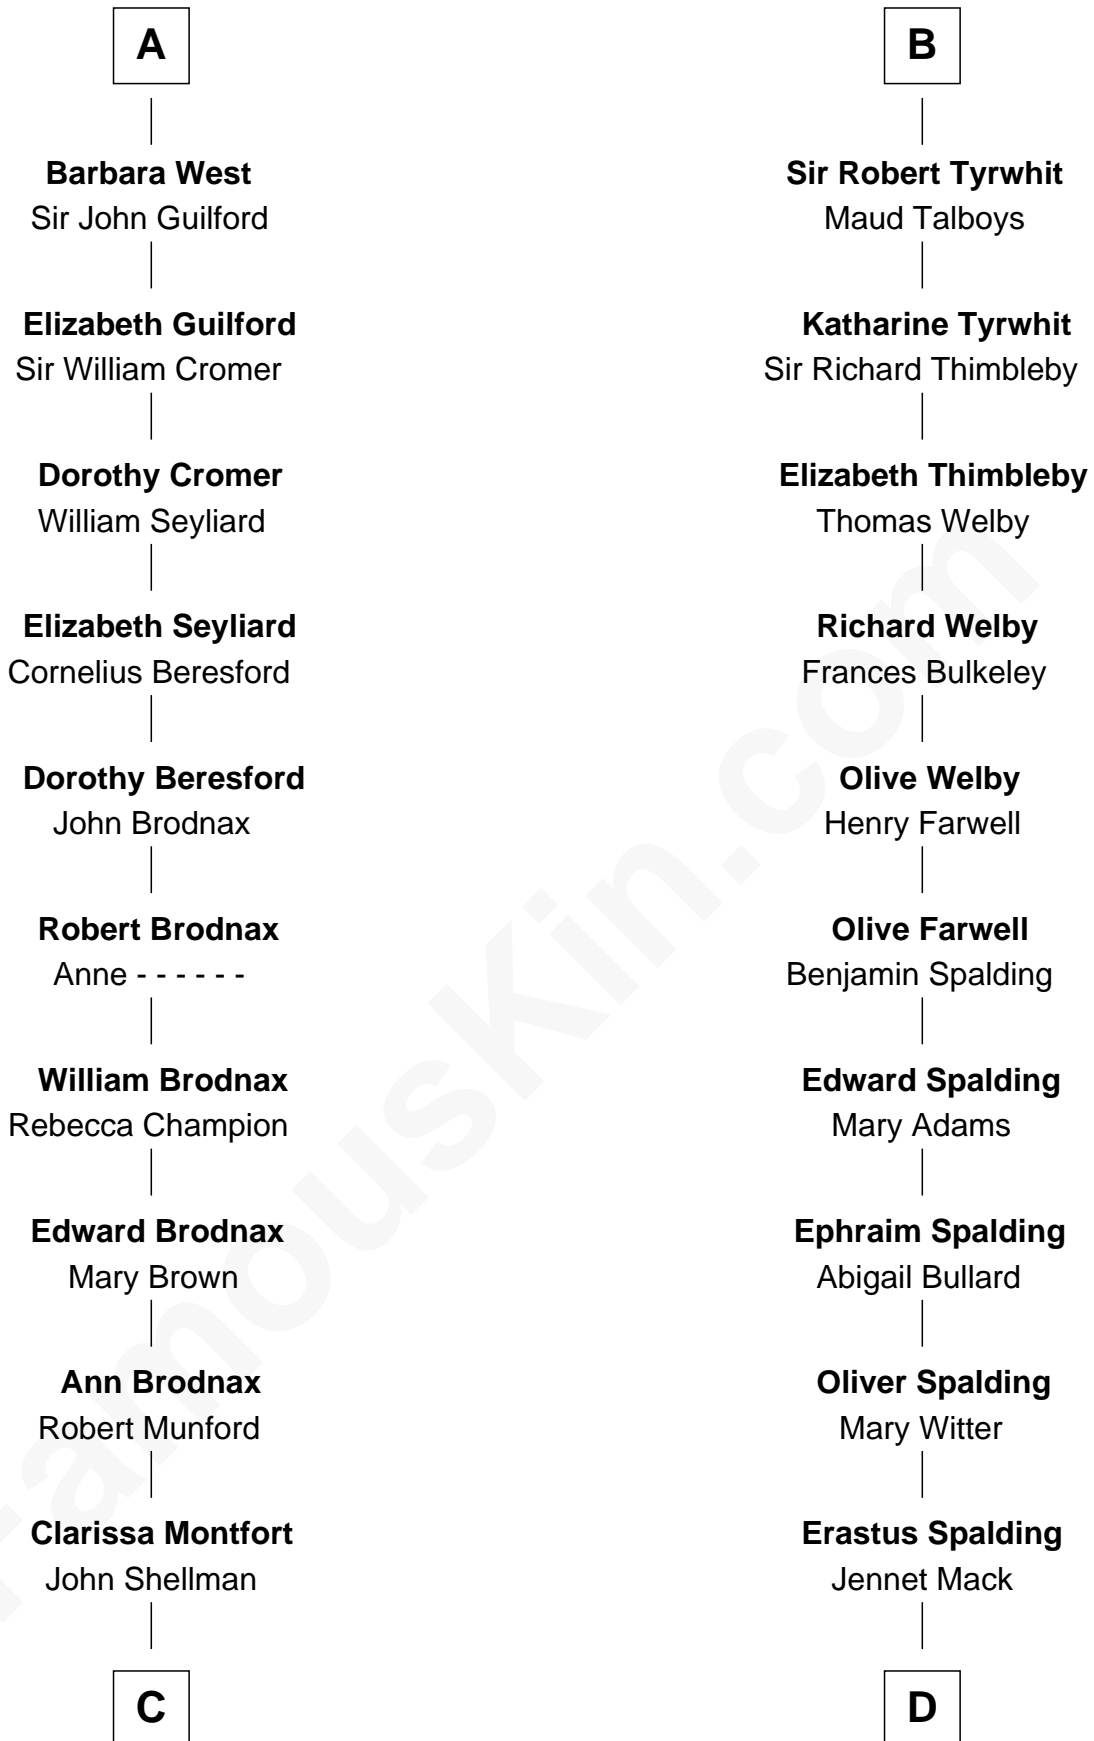 A
Barbara West
Sir John Guilford
Elizabeth Guilford
Sir William Cromer
Dorothy Cromer
William Seyliard
Elizabeth Seyliard
Cornelius Beresford
Dorothy Beresford
John Brodnax
Robert Brodnax
Anne - - - - - -
William Brodnax
Rebecca Champion
Edward Brodnax
Mary Brown
Ann Brodnax
Robert Munford
Clarissa Montfort
John Shellman
C
B
Sir Robert Tyrwhit
Maud Talboys
Katharine Tyrwhit
Sir Richard Thimbleby
Elizabeth Thimbleby
Thomas Welby
Richard Welby
Frances Bulkeley
Olive Welby
Henry Farwell
Olive Farwell
Benjamin Spalding
Edward Spalding
Mary Adams
Ephraim Spalding
Abigail Bullard
Oliver Spalding
Mary Witter
Erastus Spalding
Jennet Mack
D
FamousKin.com